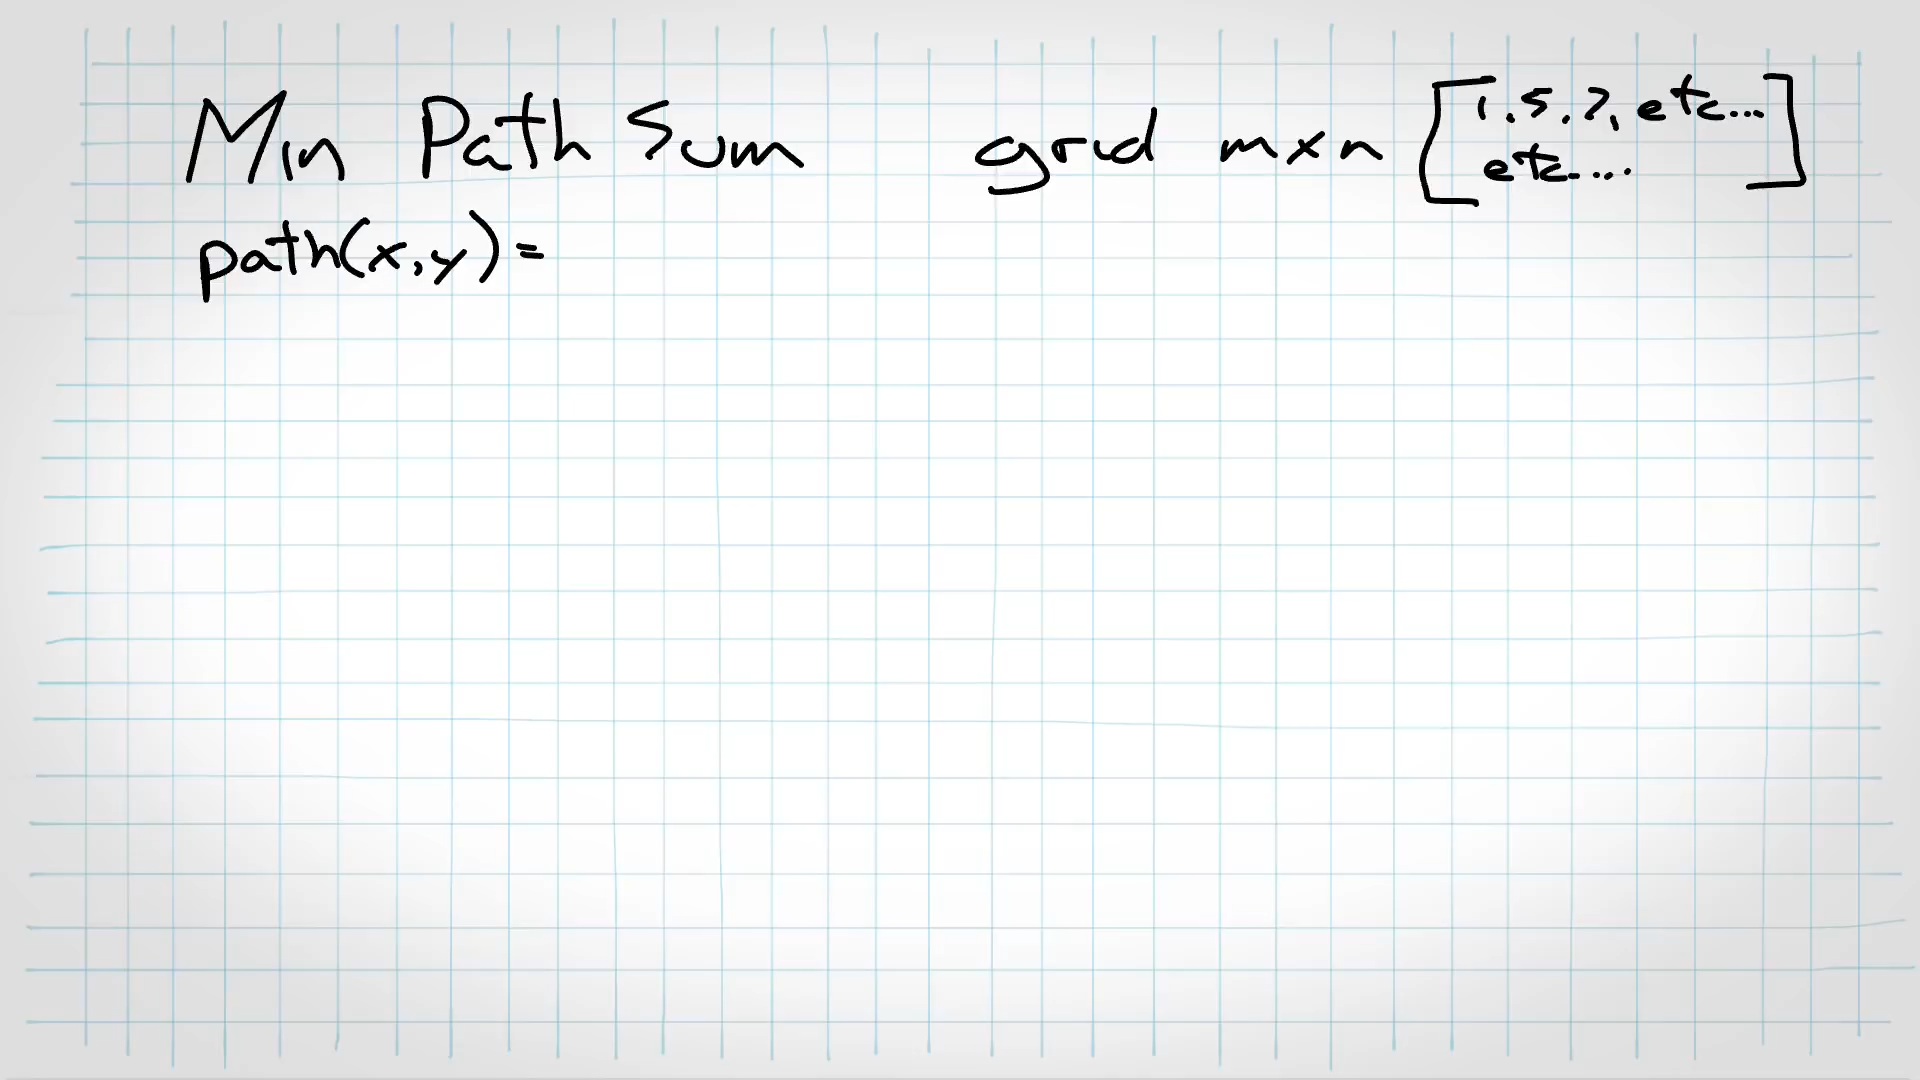 Min Path Sum grid mxn [1, 5, 7, etc...
etc....]
path(x,y)=